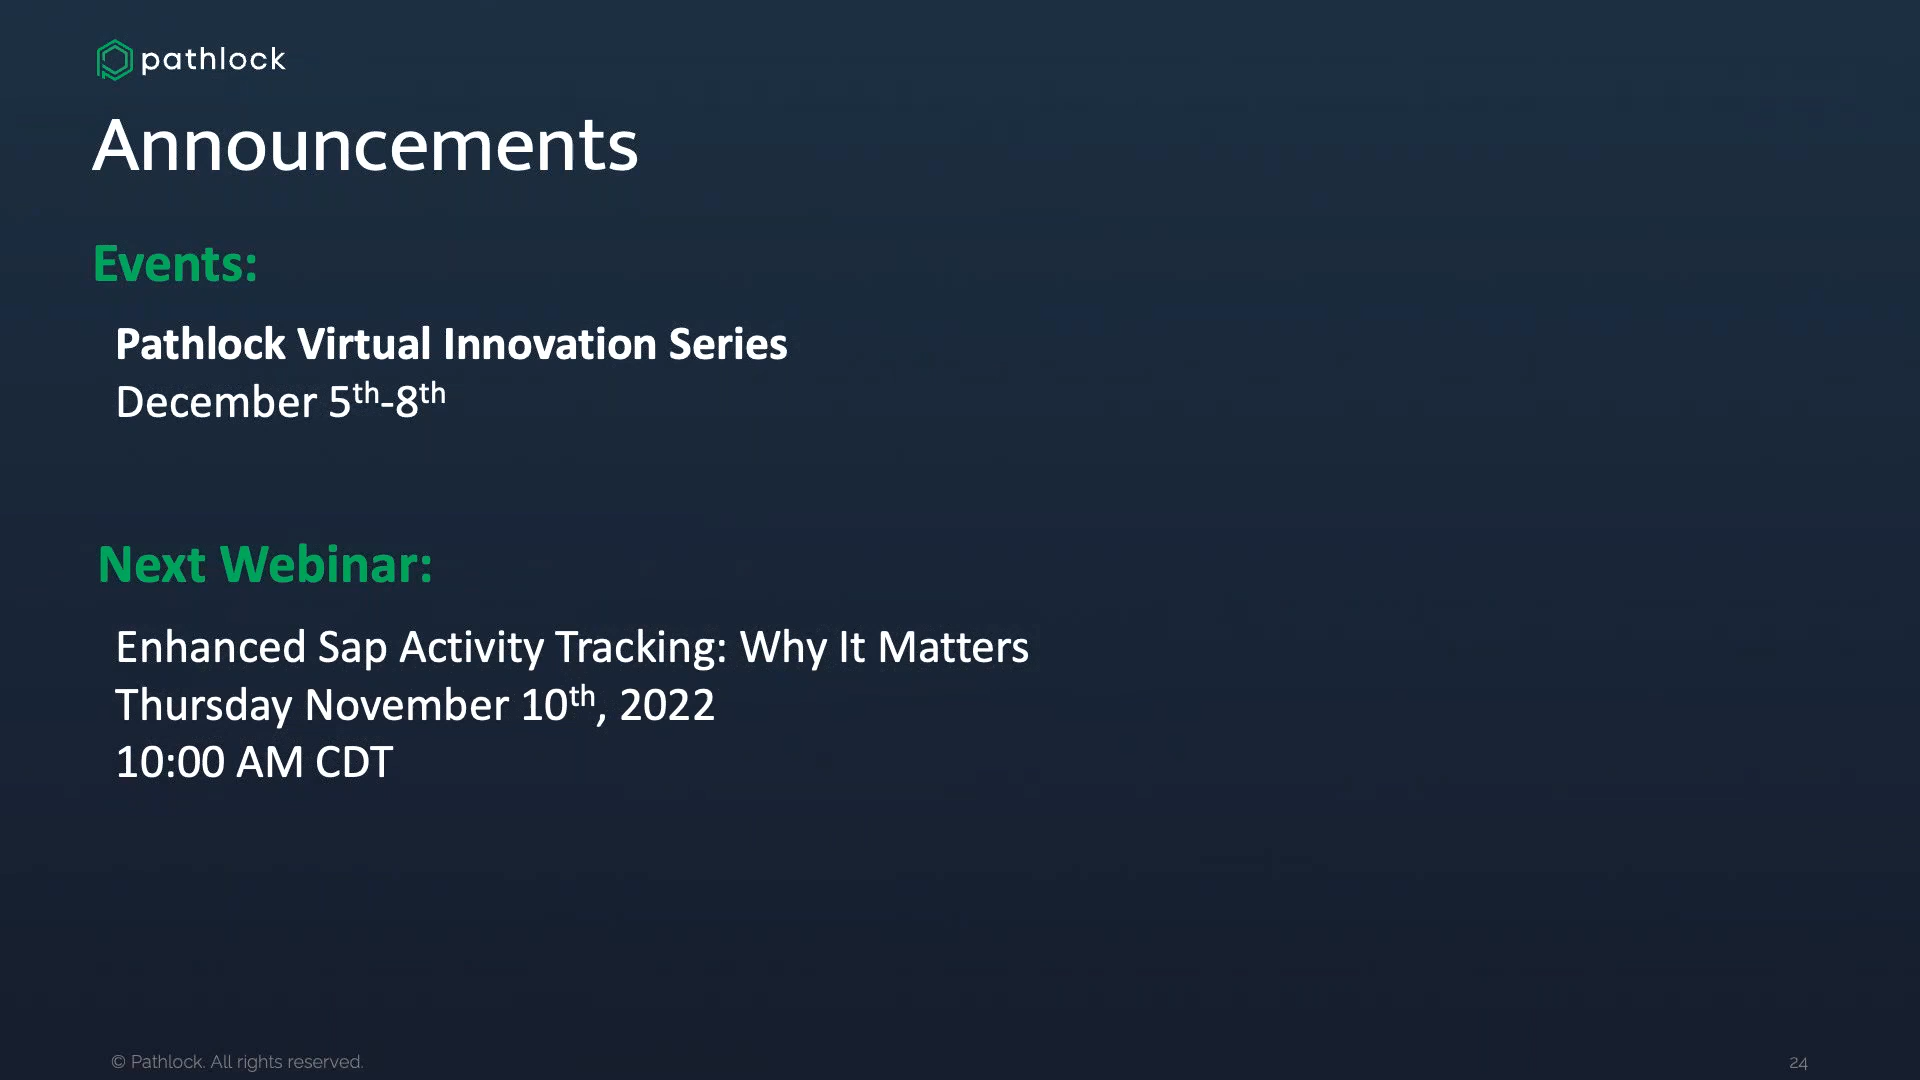 pathlock
Announcements
Events:
Pathlock Virtual Innovation Series
December 5th-8th
Next Webinar:
Enhanced Sap Activity Tracking: Why It Matters
Thursday November 10th, 2022
10:00 AM CDT
© Pathlock. All rights reserved.
24